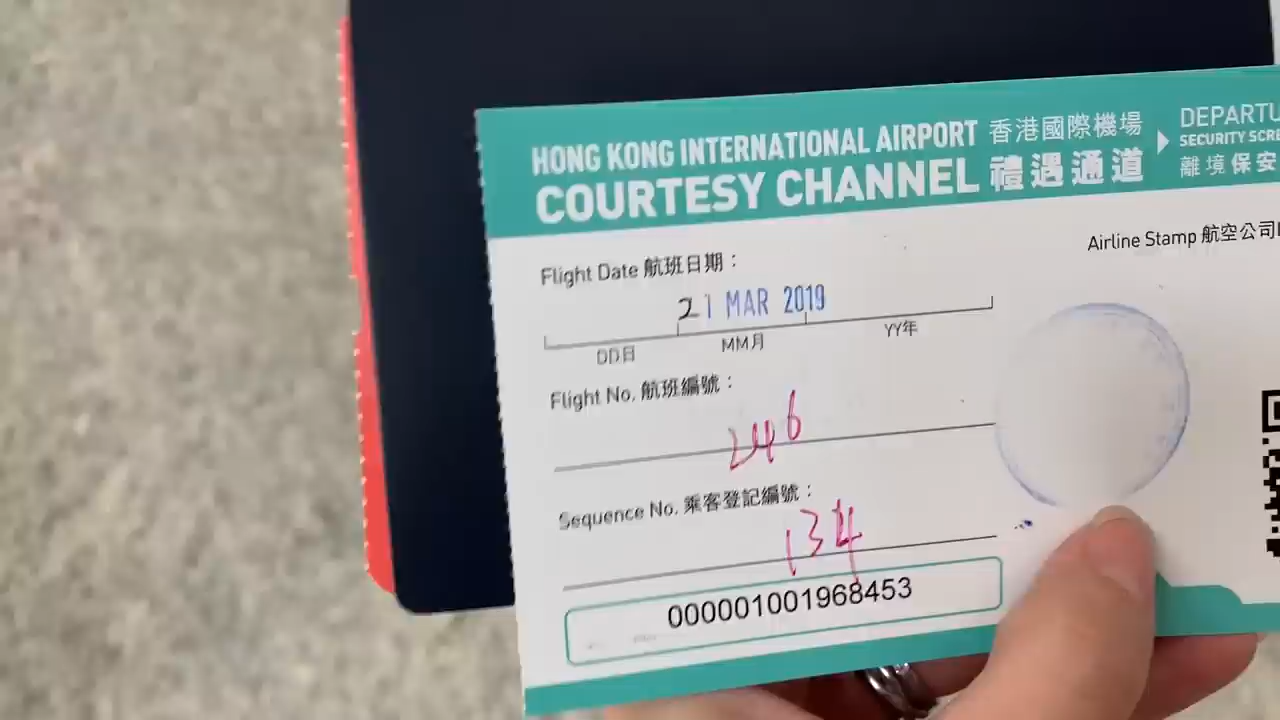 HONG KONG INTERNATIONAL AIRPORT 香港國際機場
COURTESY CHANNEL 禮遇通道
DEPARTU
SECURITY SCR
離境保安
Airline Stamp 航空公司
Flight Date 航班日期：
21 MAR 2019
DD日 MM月 YY年
Flight No. 航班編號：
246
Sequence No. 乘客登記編號：
134
000001001968453